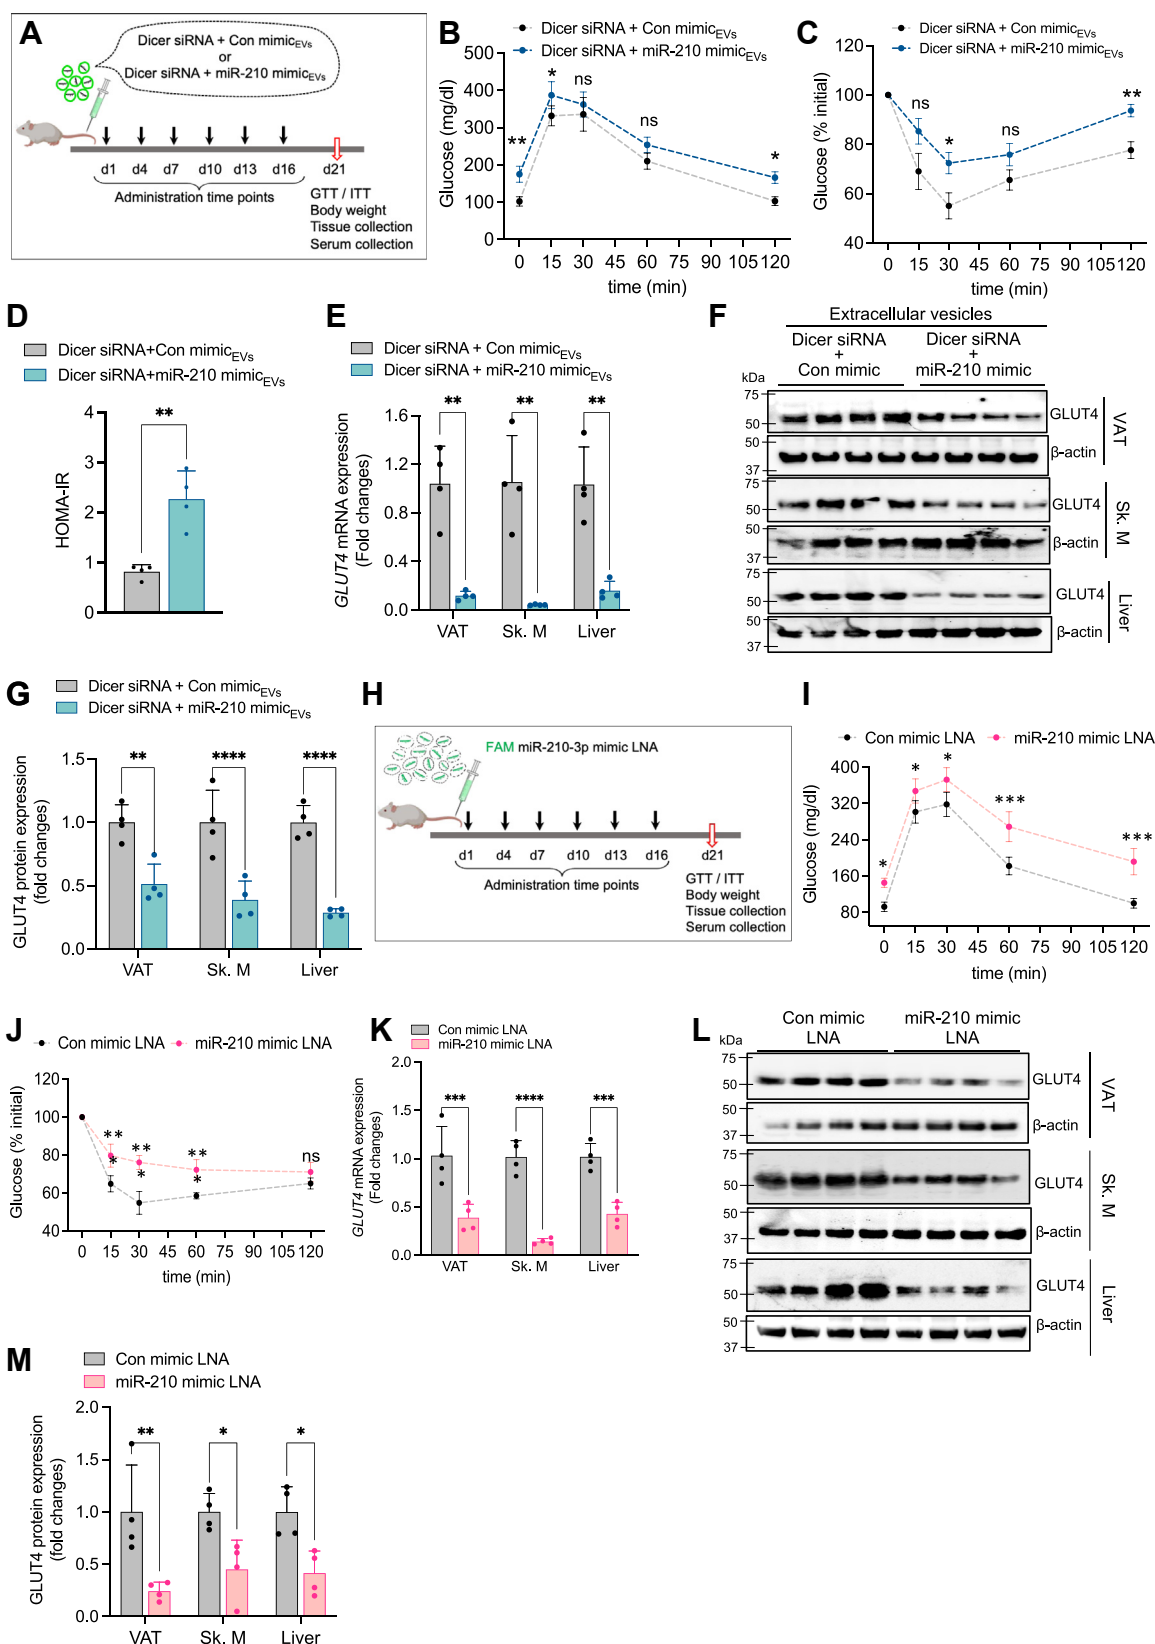 A
Dicer siRNA + Con mimicEVs
or
Dicer siRNA + miR-210 mimicEVs
d1 d4 d7 d10 d13 d16 d21
Administration time points
GTT / ITT
Body weight
Tissue collection
Serum collection
B
Dicer siRNA + Con mimicEVs
Dicer siRNA + miR-210 mimicEVs
Glucose (mg/dl)
500
400
300
200
100
0
** * ns ns *
0 15 30 45 60 75 90 105 120
time (min)
C
Dicer siRNA + Con mimicEVs
Dicer siRNA + miR-210 mimicEVs
Glucose (% initial)
120
100
80
60
40
ns * ns **
0 15 30 45 60 75 90 105 120
time (min)
D
Dicer siRNA+Con mimicEVs
Dicer siRNA+miR-210 mimicEVs
HOMA-IR
4
3
2
1
0
**
E
Dicer siRNA + Con mimicEVs
Dicer siRNA + miR-210 mimicEVs
GLUT4 mRNA expression
(Fold changes)
1.6
1.2
0.8
0.4
0.0
** ** **
VAT Sk. M Liver
F
Extracellular vesicles
Dicer siRNA
+
Con mimic
Dicer siRNA
+
miR-210 mimic
kDa
75
50
GLUT4
50
37
β-actin
VAT
75
50
GLUT4
50
37
β-actin
Sk. M
75
50
GLUT4
50
37
β-actin
Liver
G
Dicer siRNA + Con mimicEVs
Dicer siRNA + miR-210 mimicEVs
GLUT4 protein expression
(fold changes)
1.5
1.0
0.5
0.0
** **** ****
VAT Sk. M Liver
H
FAM miR-210-3p mimic LNA
d1 d4 d7 d10 d13 d16 d21
Administration time points
GTT / ITT
Body weight
Tissue collection
Serum collection
I
Con mimic LNA
miR-210 mimic LNA
Glucose (mg/dl)
400
320
240
160
80
* * * *** ***
0 15 30 45 60 75 90 105 120
time (min)
J
Con mimic LNA
miR-210 mimic LNA
Glucose (% initial)
120
100
80
60
40
** ** ** ns
* * *
0 15 30 45 60 75 90 105 120
time (min)
K
Con mimic LNA
miR-210 mimic LNA
GLUT4 mRNA expression
(Fold changes)
2.0
1.5
1.0
0.5
0.0
*** **** ***
VAT Sk. M Liver
L
Con mimic
LNA
miR-210 mimic
LNA
kDa
75
50
GLUT4
50
37
β-actin
VAT
75
50
GLUT4
50
37
β-actin
Sk. M
75
50
GLUT4
50
37
β-actin
Liver
M
Con mimic LNA
miR-210 mimic LNA
GLUT4 protein expression
(fold changes)
2.0
1.5
1.0
0.5
0.0
** * *
VAT Sk. M Liver